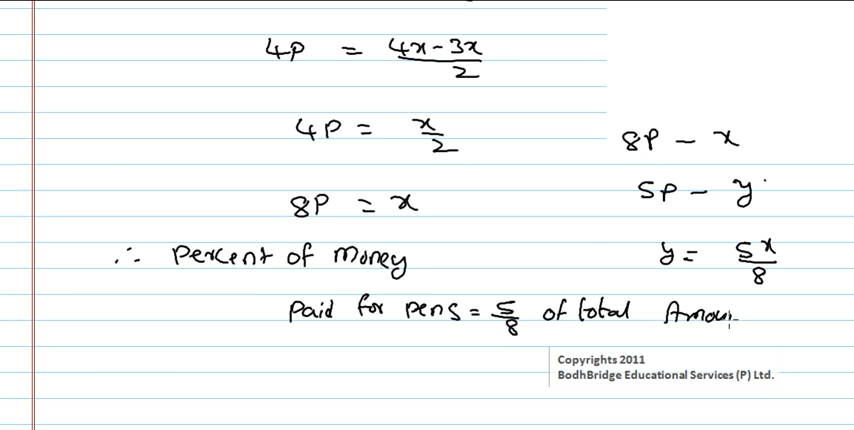 4P = 4x - 3x / 2
4P = x / 2
8P - x
5P - y
8P = x
∴ Percent of Money
y = 5x / 8
Paid for pens = 5/8 of total Amoun
Copyrights 2011
BodhBridge Educational Services (P) Ltd.